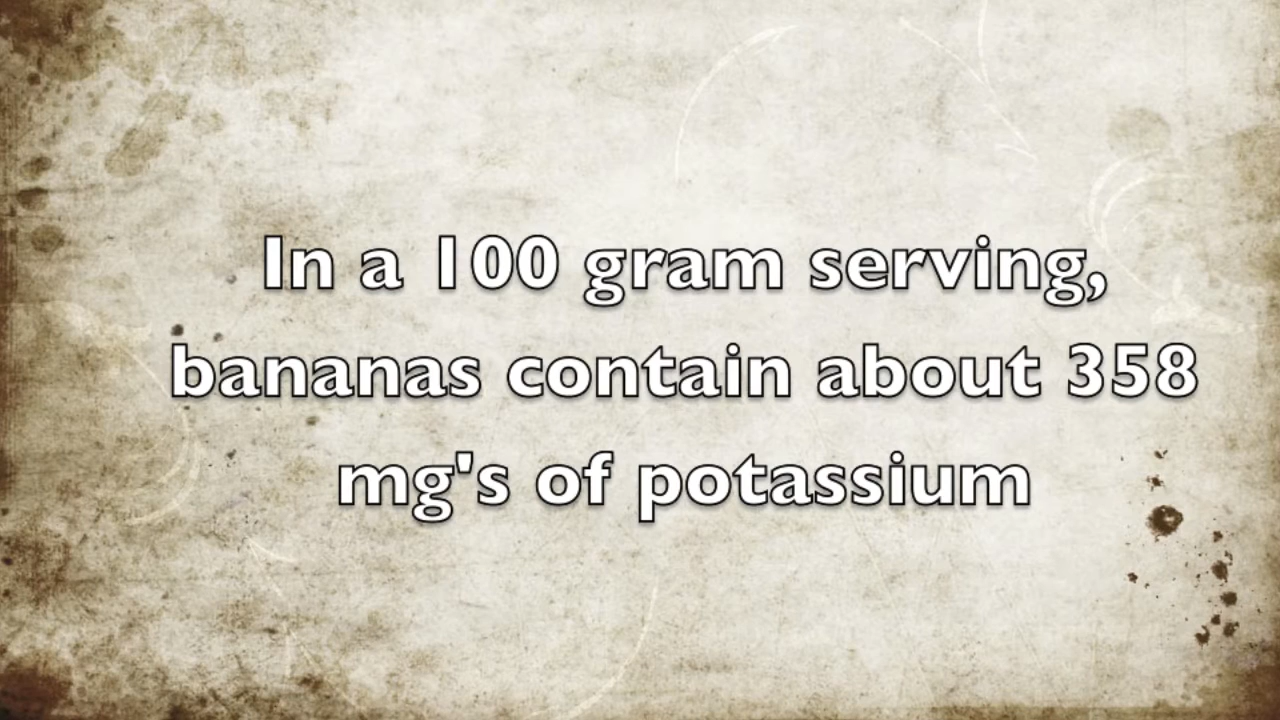 In a 100 gram serving,
bananas contain about 358
mg's of potassium